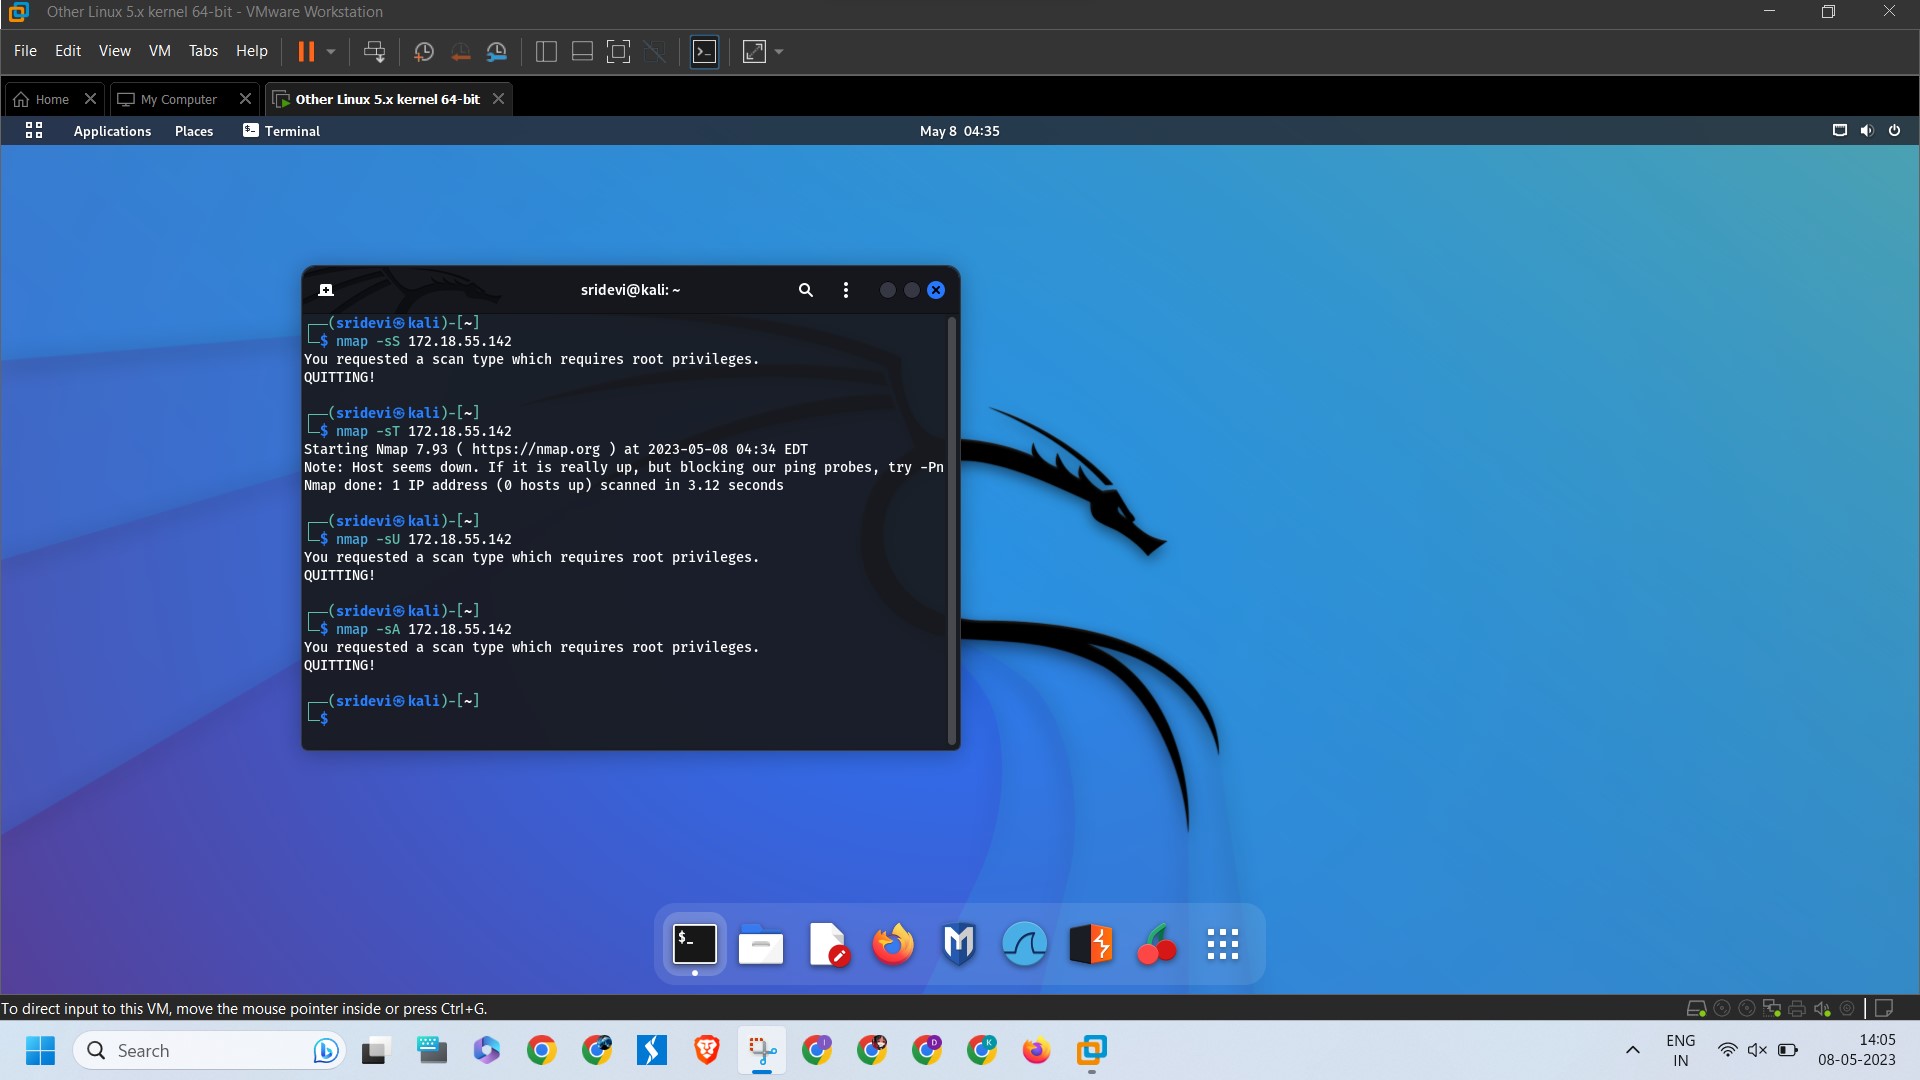 Other Linux 5.x kernel 64-bit - VMware Workstation
File Edit View VM Tabs Help
Home My Computer Other Linux 5.x kernel 64-bit
Applications Places Terminal May 8 04:35
sridevi@kali: ~
┌──(sridevi㉿kali)-[~]
└─$ nmap -sS 172.18.55.142
You requested a scan type which requires root privileges.
QUITTING!
┌──(sridevi㉿kali)-[~]
└─$ nmap -sT 172.18.55.142
Starting Nmap 7.93 ( https://nmap.org ) at 2023-05-08 04:34 EDT
Note: Host seems down. If it is really up, but blocking our ping probes, try -Pn
Nmap done: 1 IP address (0 hosts up) scanned in 3.12 seconds
┌──(sridevi㉿kali)-[~]
└─$ nmap -sU 172.18.55.142
You requested a scan type which requires root privileges.
QUITTING!
┌──(sridevi㉿kali)-[~]
└─$ nmap -sA 172.18.55.142
You requested a scan type which requires root privileges.
QUITTING!
┌──(sridevi㉿kali)-[~]
└─$
To direct input to this VM, move the mouse pointer inside or press Ctrl+G.
Search
ENG
IN
14:05
08-05-2023